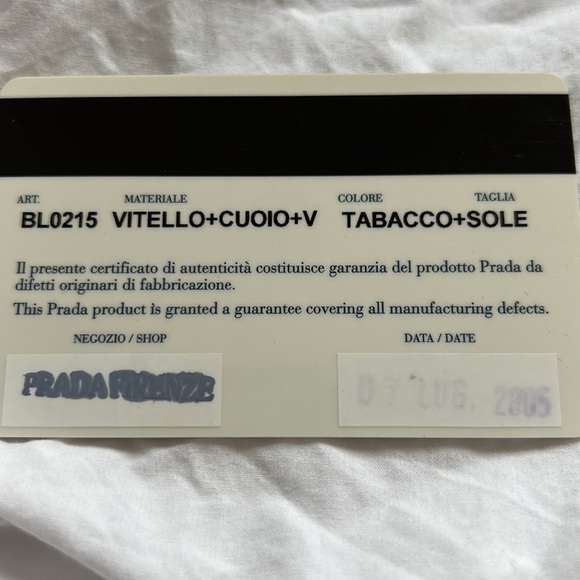 ART. MATERIALE COLORE TAGLIA
BL0215 VITELLO+CUOIO+V TABACCO+SOLE
Il presente certificato di autenticità costituisce garanzia del prodotto Prada da
difetti originari di fabbricazione.
This Prada product is granted a guarantee covering all manufacturing defects.
NEGOZIO / SHOP DATA / DATE
PRADA FIRENZE 07 LUG. 2005